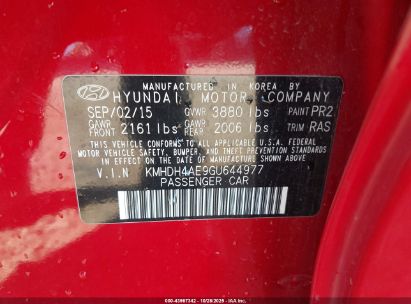 MANUFACTURED IN KOREA
HYUNDAI MOTOR COMPANY
SEP/02/15 GVWR 3880 lbs PAINT PR2
GAWR FRONT 2161 lbs GAWR REAR 2006 lbs TRIM RAS
THIS VEHICLE CONFORMS TO ALL APPLICABLE U.S.A. FEDERAL
MOTOR VEHICLE SAFETY, BUMPER, AND THEFT PREVENTION
STANDARDS IN EFFECT ON THE DATE OF MANUFACTURE SHOWN ABOVE.
V.I.N KMHDH4AE9GU644977
PASSENGER CAR